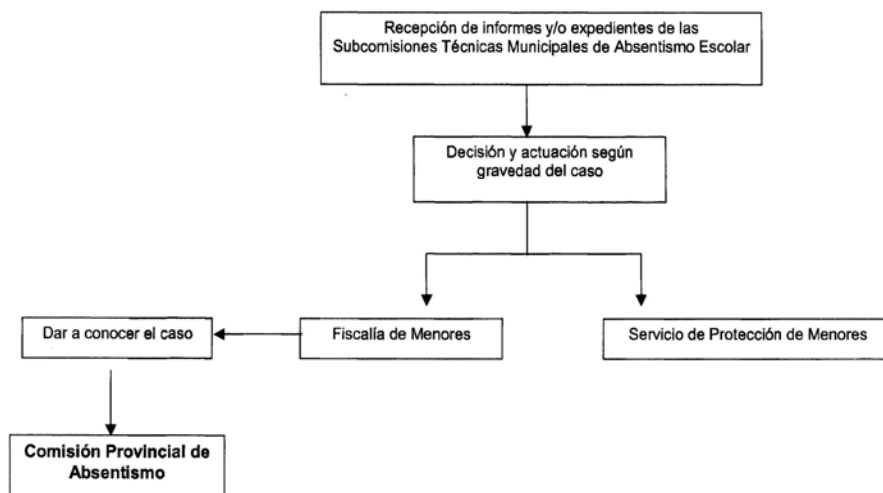 Recepción de informes y/o expedientes de las
Subcomisiones Técnicas Municipales de Absentismo Escolar
Decisión y actuación según
gravedad del caso
Dar a conocer el caso
Fiscalía de Menores
Servicio de Protección de Menores
Comisión Provincial de
Absentismo